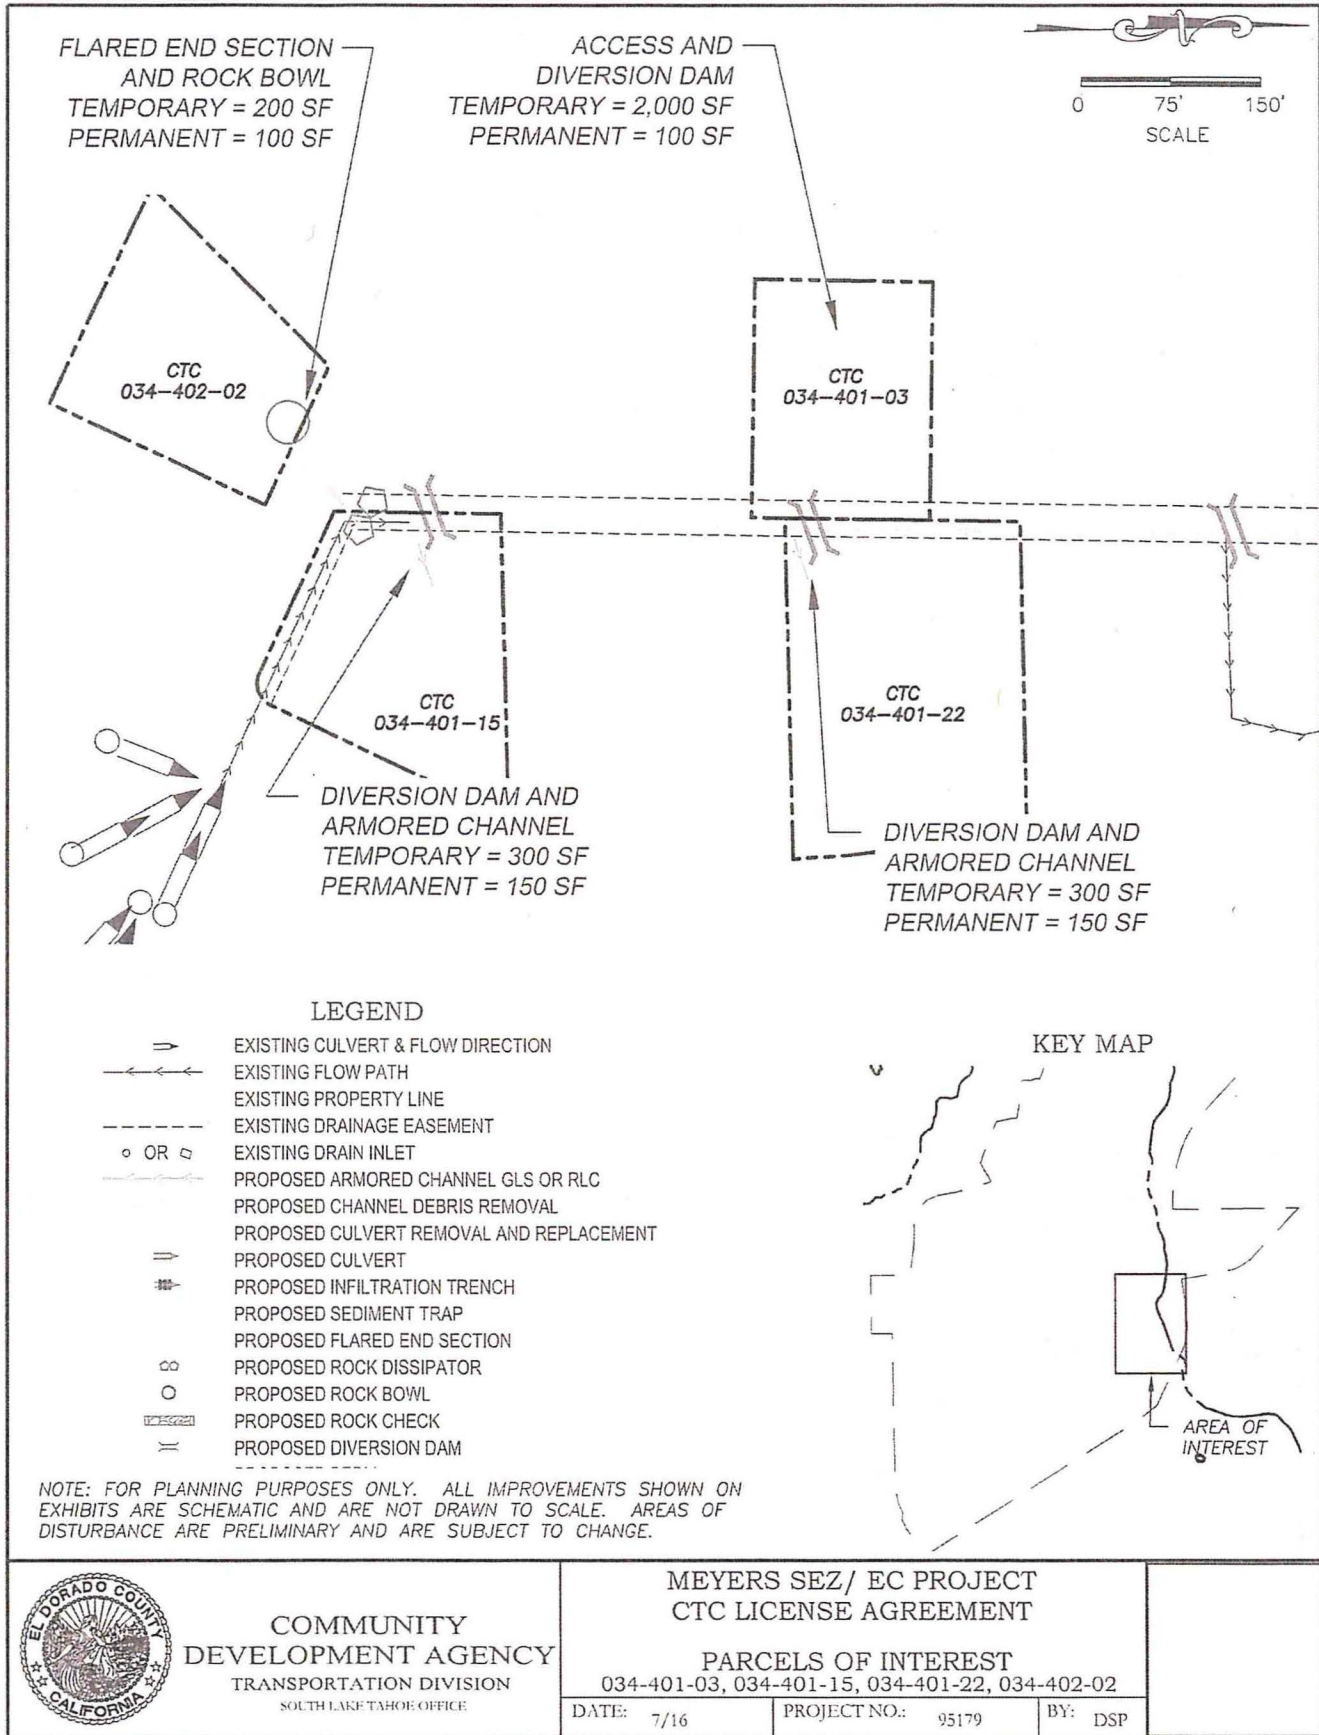 FLARED END SECTION
AND ROCK BOWL
TEMPORARY = 200 SF
PERMANENT = 100 SF
ACCESS AND
DIVERSION DAM
TEMPORARY = 2,000 SF
PERMANENT = 100 SF
0 75' 150'
SCALE
CTC
034-402-02
CTC
034-401-03
CTC
034-401-15
CTC
034-401-22
DIVERSION DAM AND
ARMORED CHANNEL
TEMPORARY = 300 SF
PERMANENT = 150 SF
DIVERSION DAM AND
ARMORED CHANNEL
TEMPORARY = 300 SF
PERMANENT = 150 SF
LEGEND
EXISTING CULVERT & FLOW DIRECTION
EXISTING FLOW PATH
EXISTING PROPERTY LINE
EXISTING DRAINAGE EASEMENT
OR EXISTING DRAIN INLET
PROPOSED ARMORED CHANNEL GLS OR RLC
PROPOSED CHANNEL DEBRIS REMOVAL
PROPOSED CULVERT REMOVAL AND REPLACEMENT
PROPOSED CULVERT
PROPOSED INFILTRATION TRENCH
PROPOSED SEDIMENT TRAP
PROPOSED FLARED END SECTION
PROPOSED ROCK DISSIPATOR
PROPOSED ROCK BOWL
PROPOSED ROCK CHECK
PROPOSED DIVERSION DAM
KEY MAP
AREA OF
INTEREST
NOTE: FOR PLANNING PURPOSES ONLY. ALL IMPROVEMENTS SHOWN ON
EXHIBITS ARE SCHEMATIC AND ARE NOT DRAWN TO SCALE. AREAS OF
DISTURBANCE ARE PRELIMINARY AND ARE SUBJECT TO CHANGE.
EL DORADO COUNTY
CALIFORNIA
COMMUNITY
DEVELOPMENT AGENCY
TRANSPORTATION DIVISION
SOUTH LAKE TAHOE OFFICE
MEYERS SEZ/ EC PROJECT
CTC LICENSE AGREEMENT
PARCELS OF INTEREST
034-401-03, 034-401-15, 034-401-22, 034-402-02
DATE: 7/16
PROJECT NO.: 95179
BY: DSP